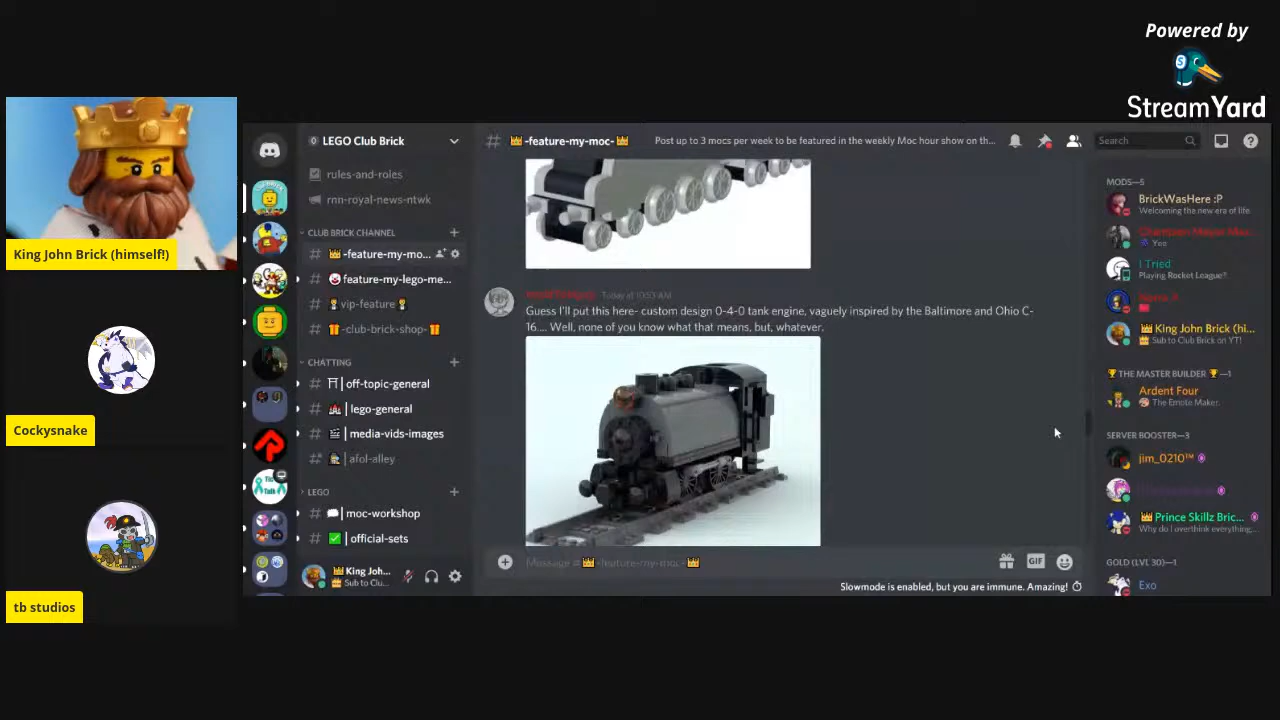 Powered by
StreamYard
King John Brick (himself!)
Cockysnake
tb studios
LEGO Club Brick
rules-and-roles
rnn-royal-news-ntwk
CLUB BRICK CHANNEL
-feature-my-mo...
feature-my-lego-me...
vip-feature
-club-brick-shop-
CHATTING
off-topic-general
lego-general
media-vids-images
afol-alley
LEGO
moc-workshop
official-sets
King Joh...
Sub to Clu...
-feature-my-moc-
Post up to 3 mocs per week to be featured in the weekly Moc hour show on th...
Search
Today at 10:53 AM
Guess I'll put this here- custom design 0-4-0 tank engine, vaguely inspired by the Baltimore and Ohio C-
16.... Well, none of you know what that means, but, whatever.
Message # -feature-my-moc-
GIF
Slowmode is enabled, but you are immune. Amazing!
MODS—5
BrickWasHere :P
Welcoming the new era of life.
Yee
I Tried
Playing Rocket League?
King John Brick (hi...
Sub to Club Brick on YT!
THE MASTER BUILDER —1
Ardent Four
The Emote Maker.
SERVER BOOSTER—3
jim_0210™
Prince Skillz Bric...
Why do I overthink everything...
GOLD (LVL 30)—1
Exo